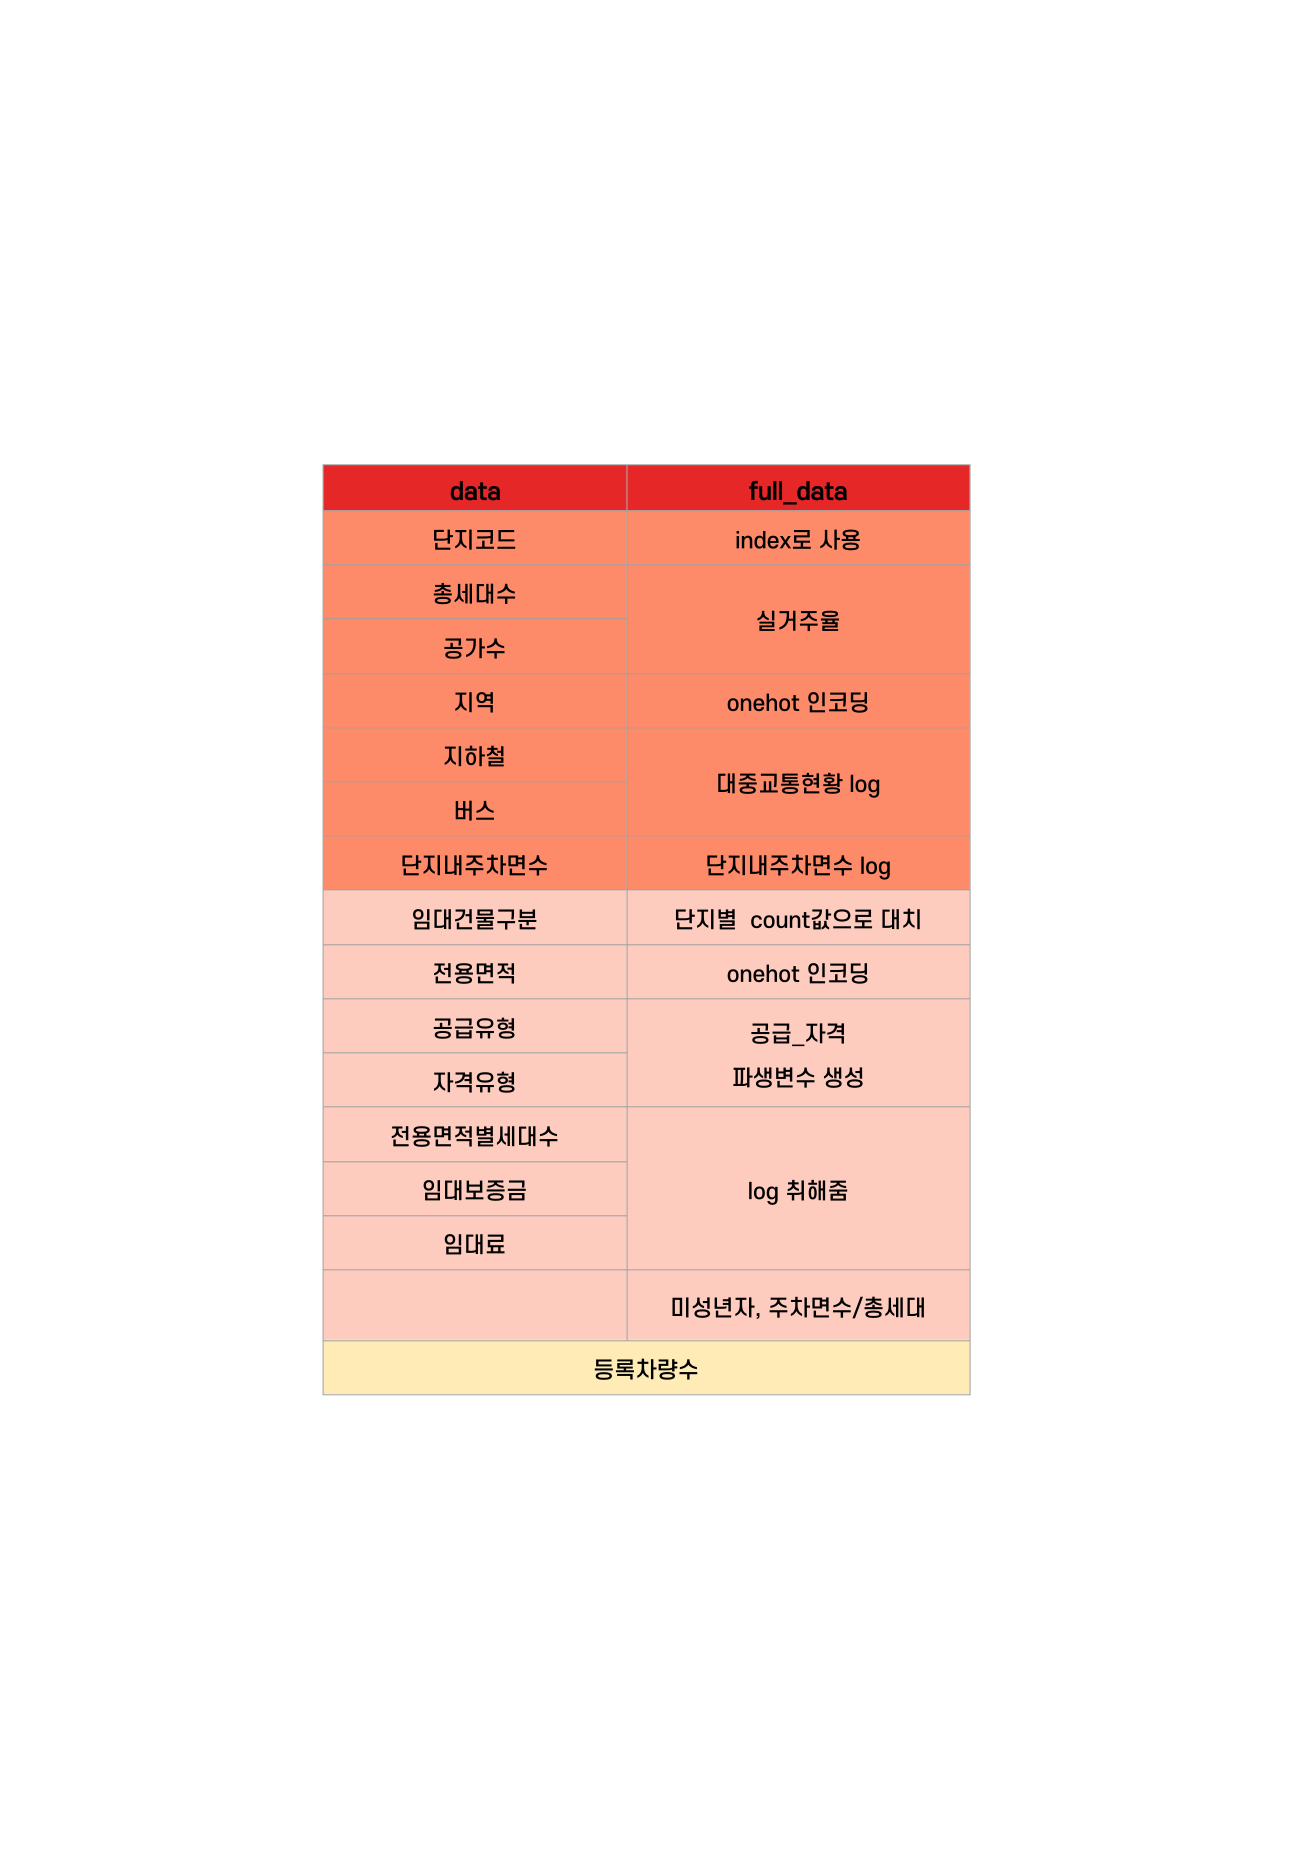 data full_data
단지코드 index로 사용
총세대수
실거주율
공가수
지역 onehot 인코딩
지하철
대중교통현황 log
버스
단지내주차면수 단지내주차면수 log
임대건물구분 단지별 count값으로 대치
전용면적 onehot 인코딩
공급유형
공급_자격
파생변수 생성
자격유형
전용면적별세대수
임대보증금
log 취해줌
임대료
미성년자, 주차면수/총세대
등록차량수